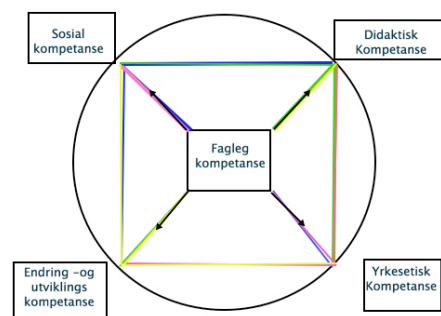 Sosial
kompetanse
Didaktisk
Kompetanse
Fagleg
kompetanse
Endring -og
utviklings
kompetanse
Yrkesetisk
Kompetanse